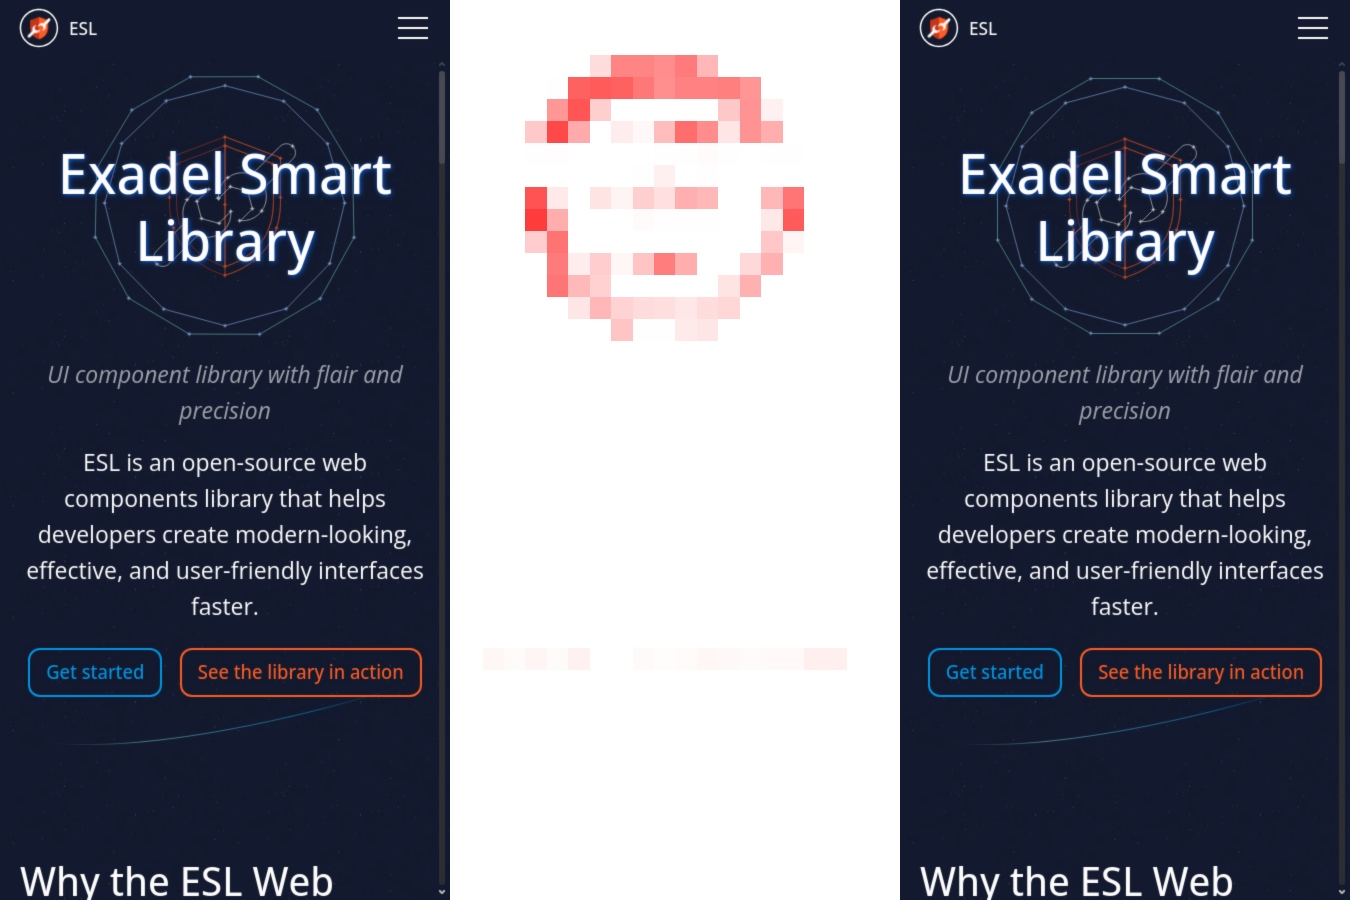 ESL
Exadel Smart
Library
UI component library with flair and
precision
ESL is an open-source web
components library that helps
developers create modern-looking,
effective, and user-friendly interfaces
faster.
Get started
See the library in action
Why the ESL Web
ESL
Exadel Smart
Library
UI component library with flair and
precision
ESL is an open-source web
components library that helps
developers create modern-looking,
effective, and user-friendly interfaces
faster.
Get started
See the library in action
Why the ESL Web